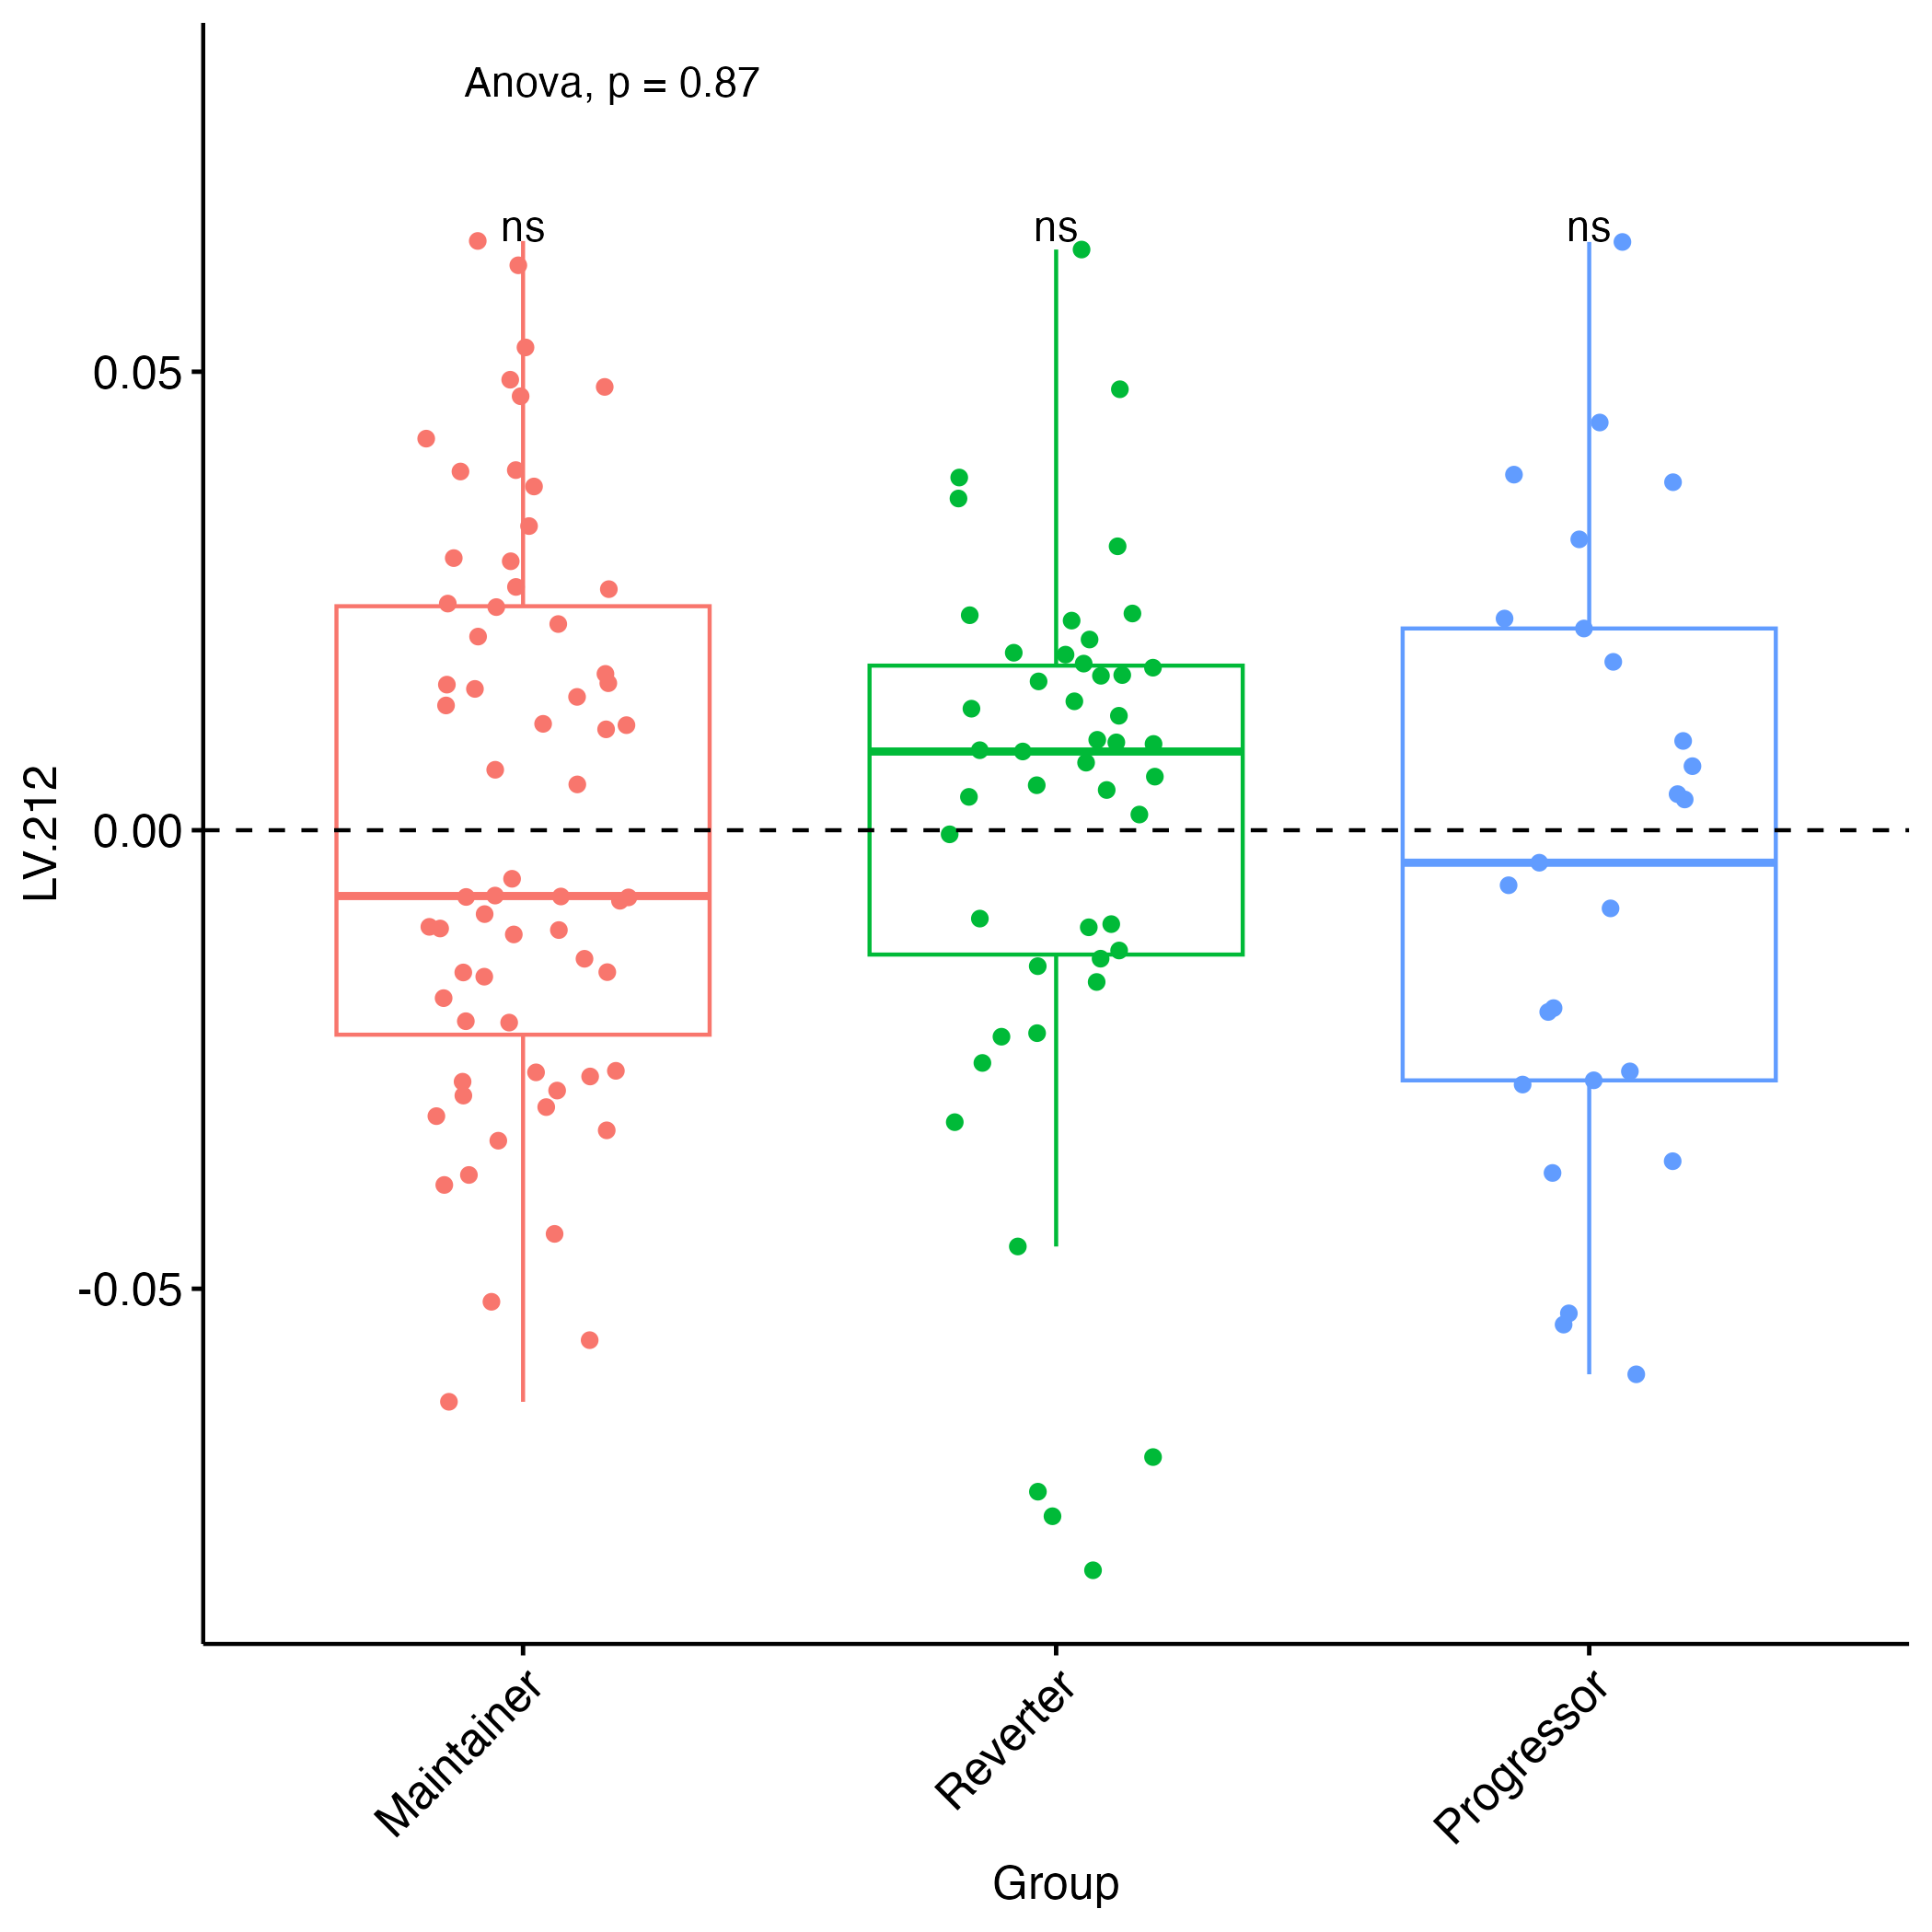 Anova, p = 0.87
ns ns ns
0.05
0.00
-0.05
LV.212
Maintainer Reverter Progressor
Group